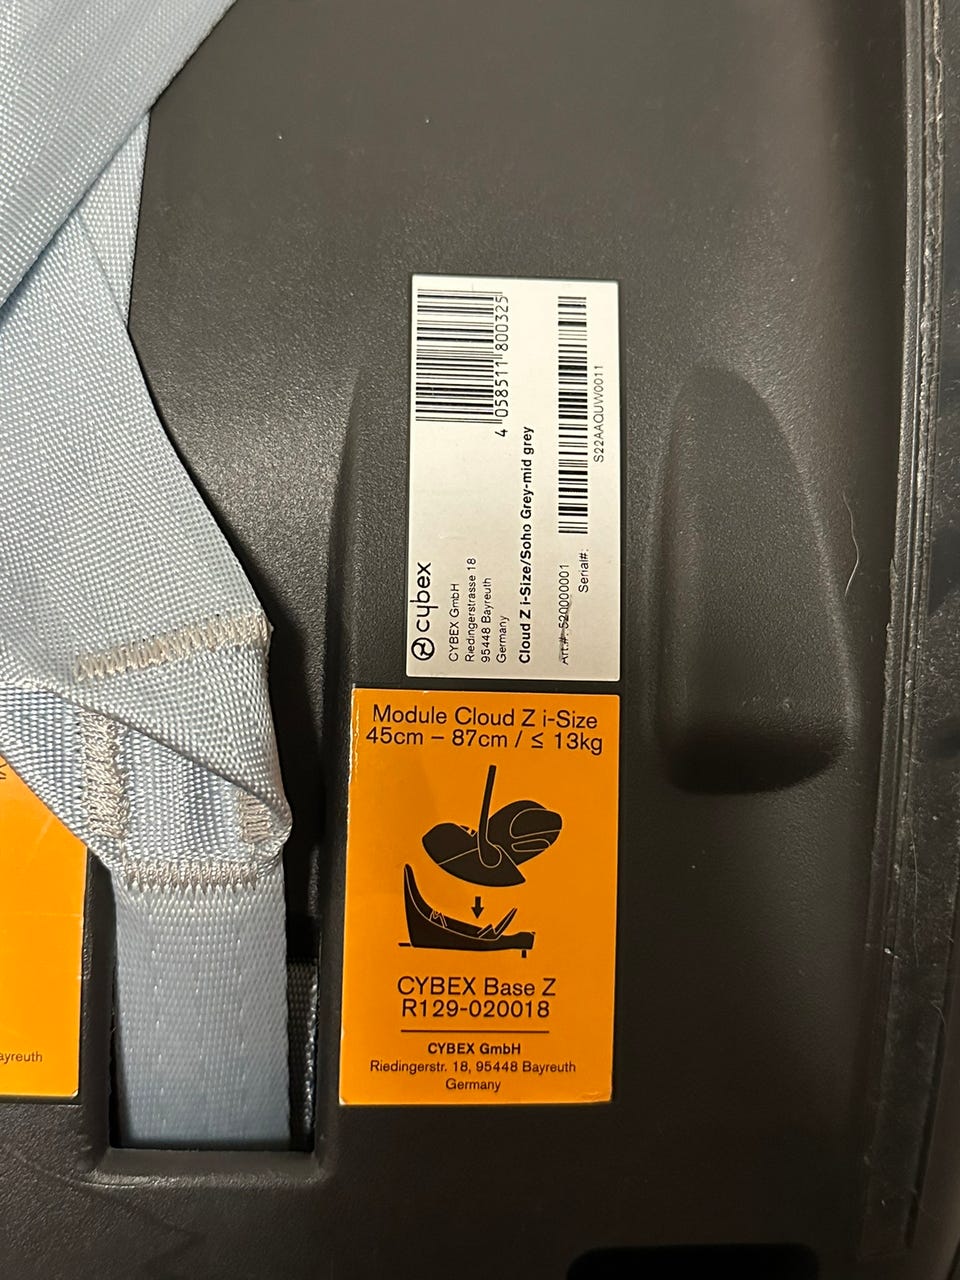 cybex
CYBEX GmbH
Riedingerstrasse 18
95448 Bayreuth
Germany
Cloud Z i-Size/Soho Grey-mid grey
Art.#: 520000001
Serial#:
4 058511 800325
S22AAQUW0011
Module Cloud Z i-Size
45cm – 87cm / ≤ 13kg
CYBEX Base Z
R129-020018
CYBEX GmbH
Riedingerstr. 18, 95448 Bayreuth
Germany
ayreuth